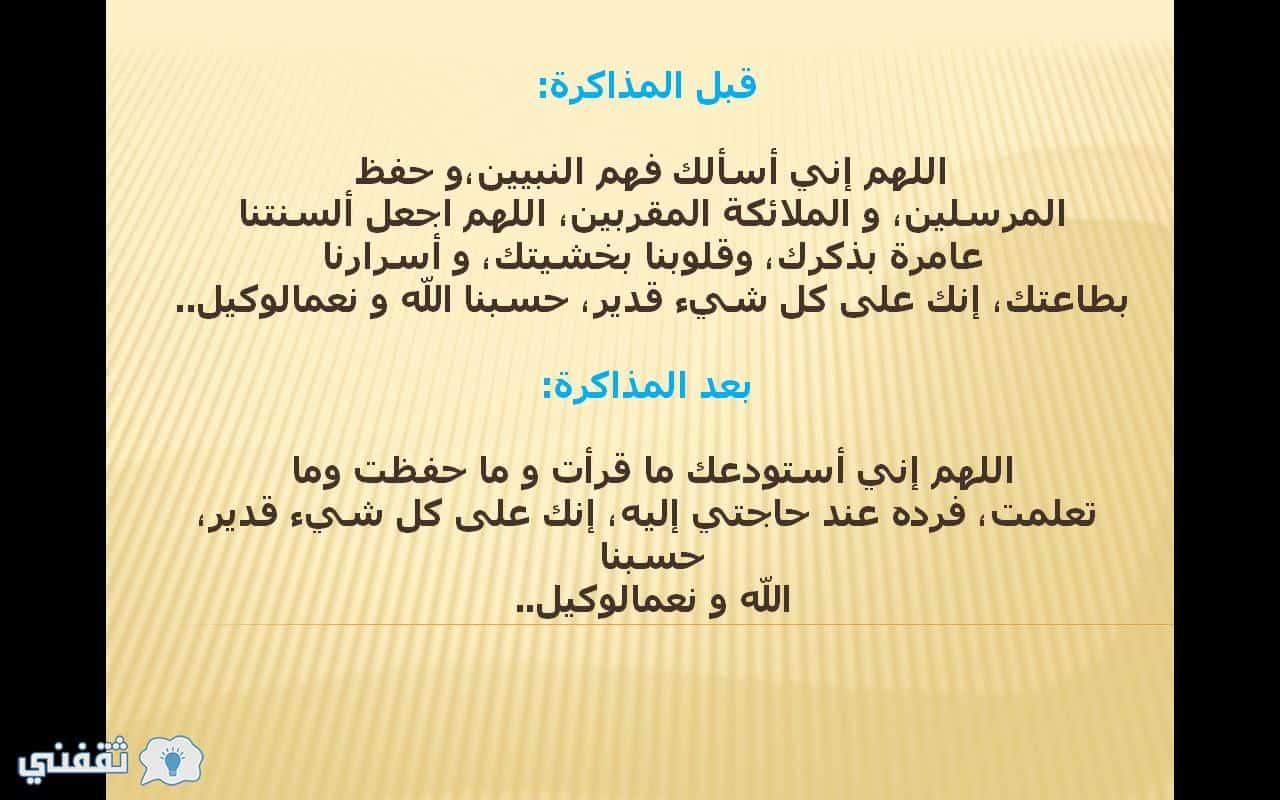 قبل المذاكرة:
اللهم إني أسألك فهم النبيين،و حفظ
المرسلين، و الملائكة المقربين، اللهم اجعل ألسنتنا
عامرة بذكرك، وقلوبنا بخشيتك، و أسرارنا
بطاعتك، إنك على كل شيء قدير، حسبنا الله و نعمالوكيل..
بعد المذاكرة:
اللهم إني أستودعك ما قرأت و ما حفظت وما
تعلمت، فرده عند حاجتي إليه، إنك على كل شيء قدير،
حسبنا
الله و نعمالوكيل..
ثقفني